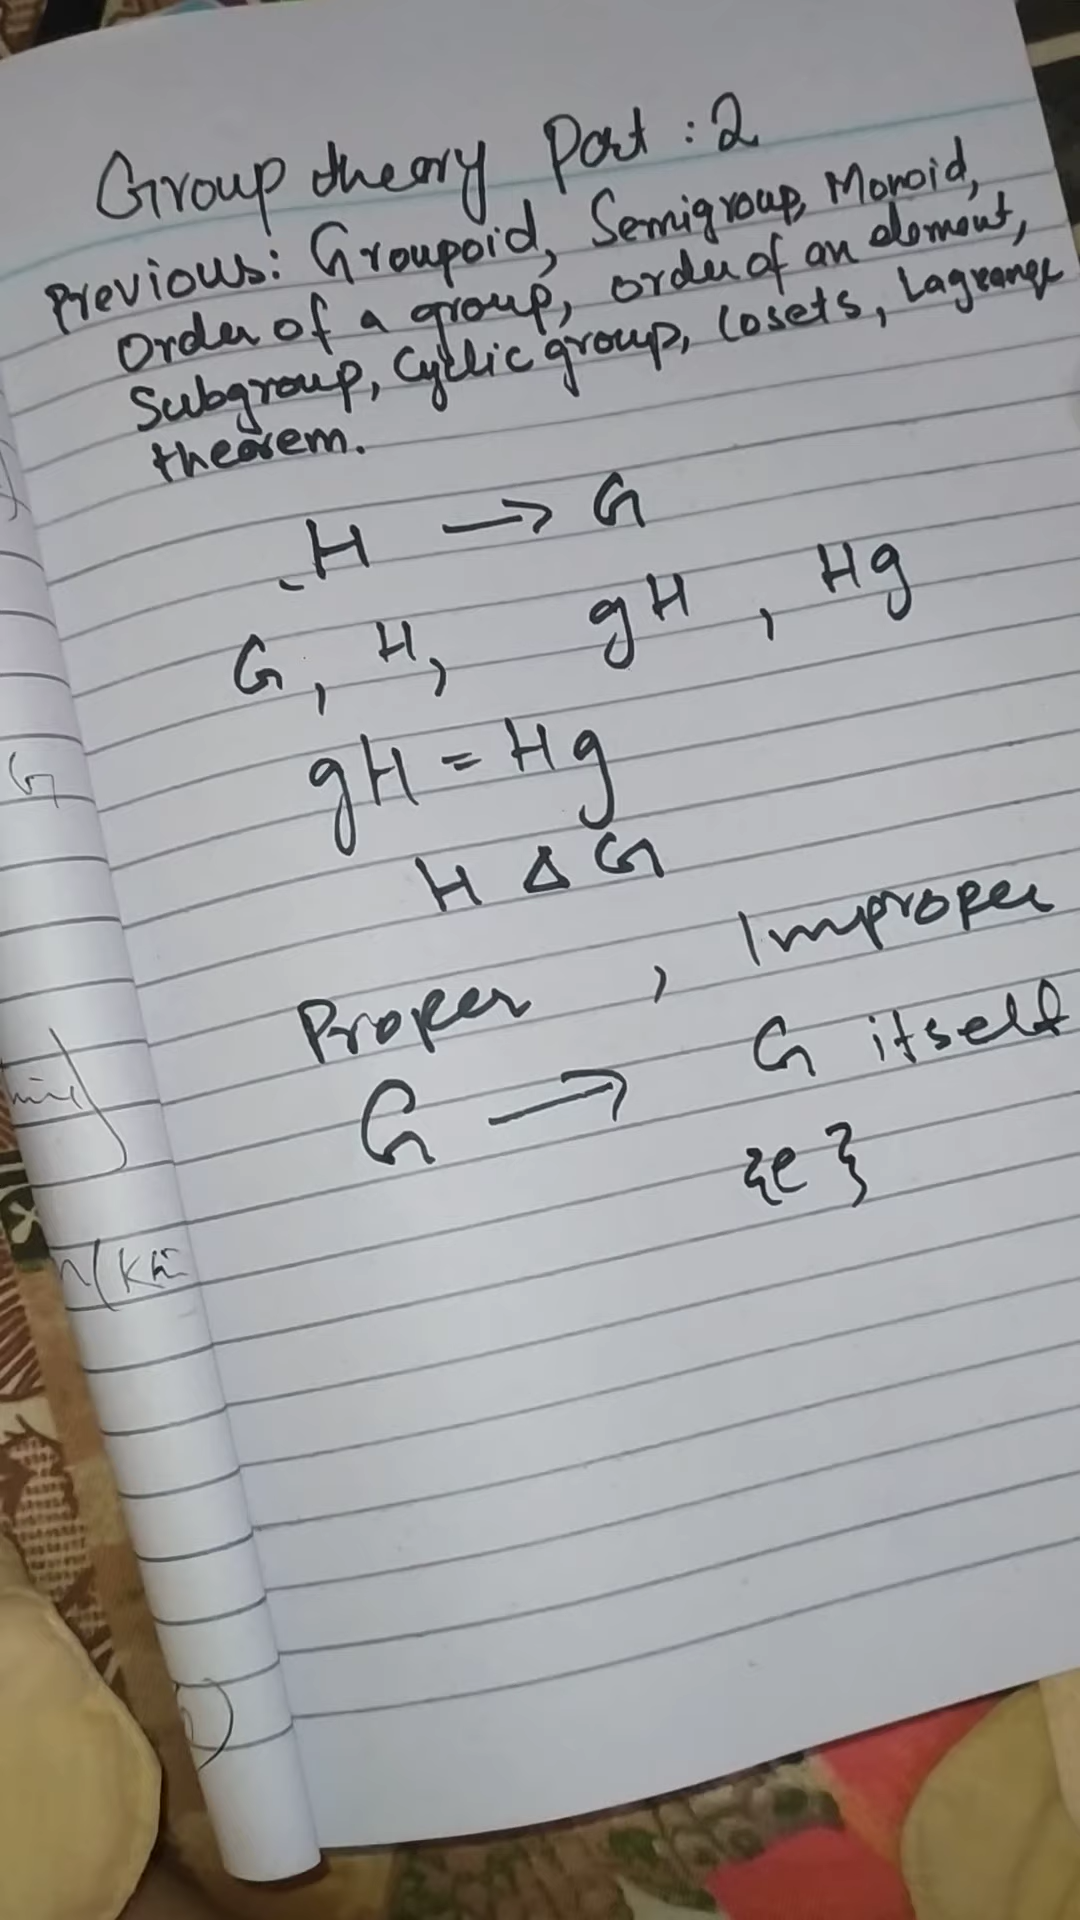 Group theory Part : 2
Previous: Groupoid, Semigroup, Monoid,
Order of a group, order of an element,
Subgroup, Cyclic group, Cosets, Lagrange
theorem.
H → G
G, H, gH, Hg
gH = Hg
H Δ G
Proper, Improper
G → G itself
{e}
G